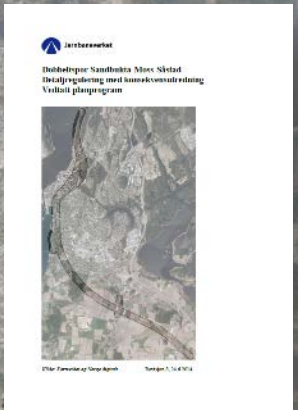 Jernbaneverket
Dobbeltspor Sandbukta Moss Såstad
Detaljregulering med konsekvensutredning
Vedtatt planprogram